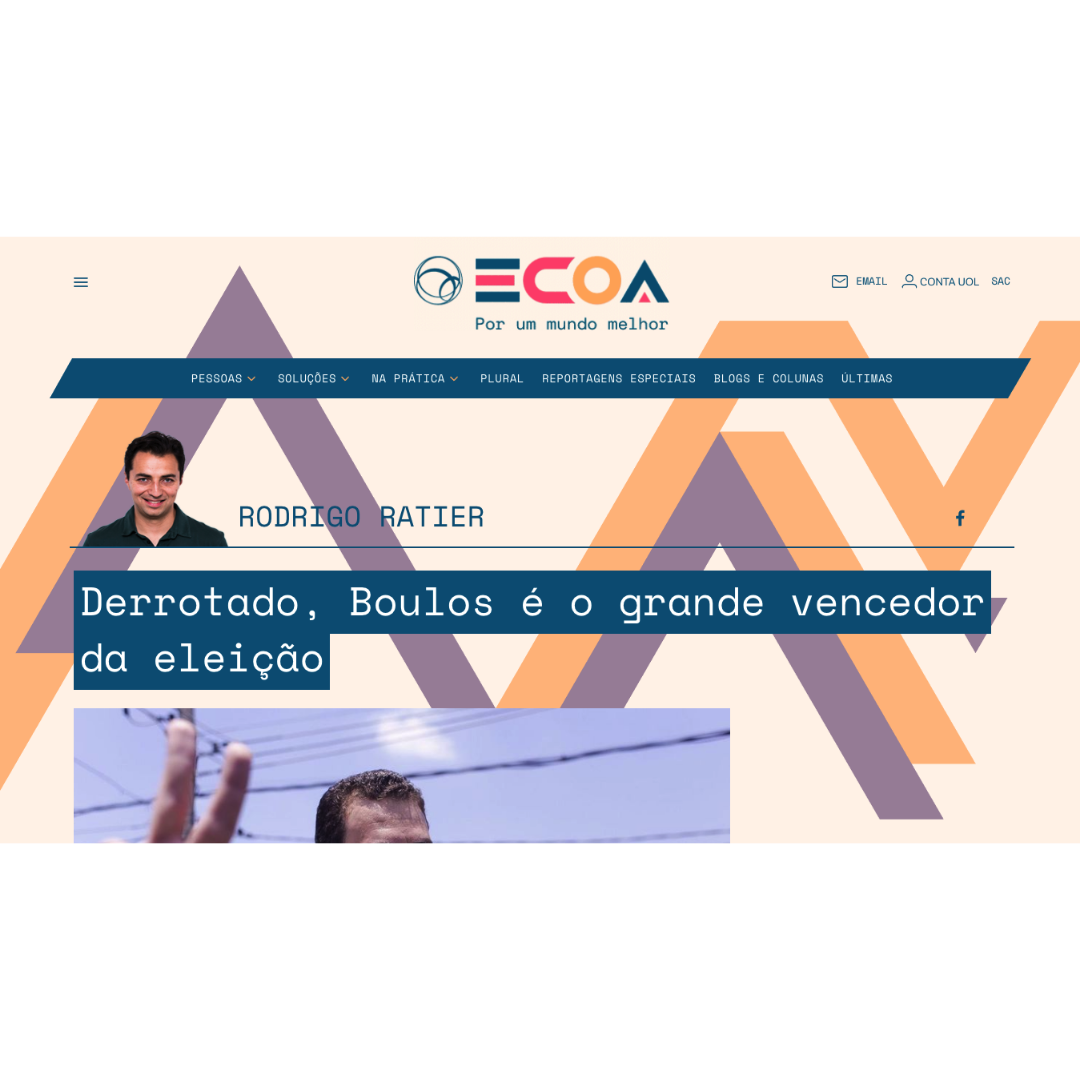 ECOA
Por um mundo melhor
EMAIL CONTA UOL SAC
PESSOAS SOLUÇÕES NA PRÁTICA PLURAL REPORTAGENS ESPECIAIS BLOGS E COLUNAS ÚLTIMAS
RODRIGO RATIER
Derrotado, Boulos é o grande vencedor
da eleição